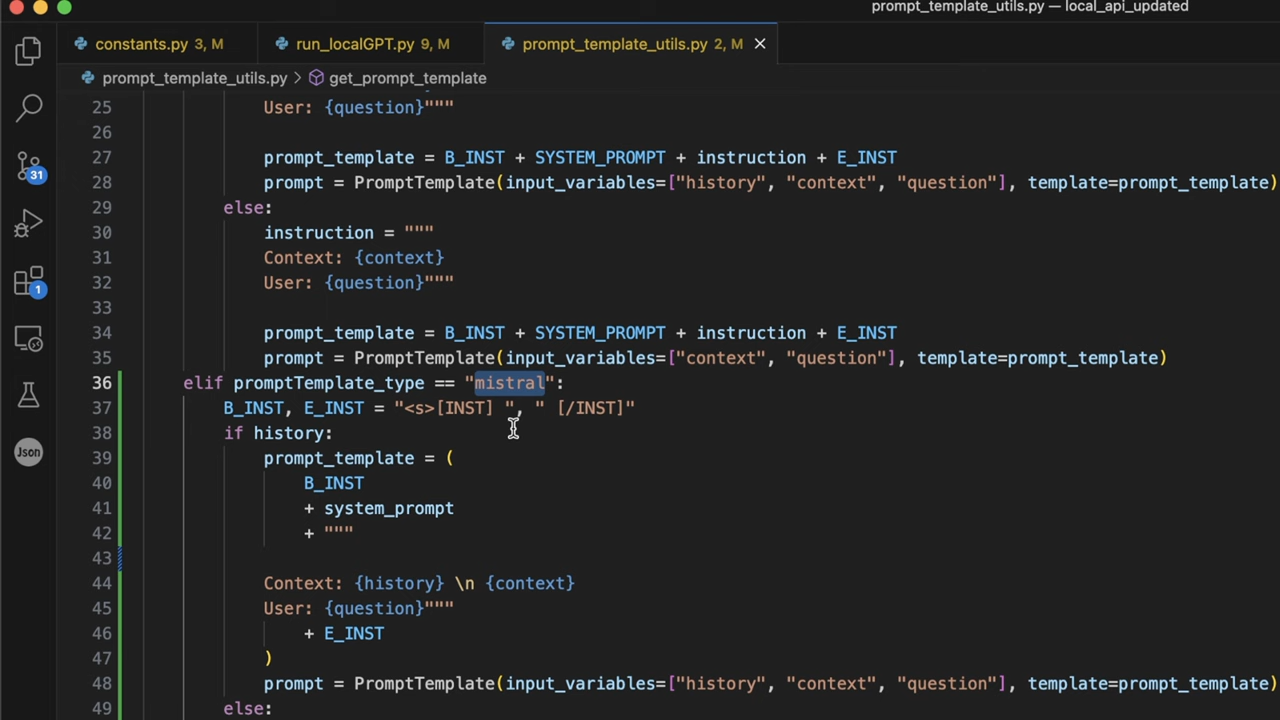 prompt_template_utils.py — local_api_updated
constants.py 3, M
run_localGPT.py 9, M
prompt_template_utils.py 2, M
prompt_template_utils.py > get_prompt_template
25 User: {question}"""
26
27 prompt_template = B_INST + SYSTEM_PROMPT + instruction + E_INST
28 prompt = PromptTemplate(input_variables=["history", "context", "question"], template=prompt_template)
29 else:
30 instruction = """
31 Context: {context}
32 User: {question}"""
33
34 prompt_template = B_INST + SYSTEM_PROMPT + instruction + E_INST
35 prompt = PromptTemplate(input_variables=["context", "question"], template=prompt_template)
36 elif promptTemplate_type == "mistral":
37 B_INST, E_INST = "<s>[INST] ", " [/INST]"
38 if history:
39 prompt_template = (
40 B_INST
41 + system_prompt
42 + """
43
44 Context: {history} \n {context}
45 User: {question}"""
46 + E_INST
47 )
48 prompt = PromptTemplate(input_variables=["history", "context", "question"], template=prompt_template)
49 else:
31
1
Json